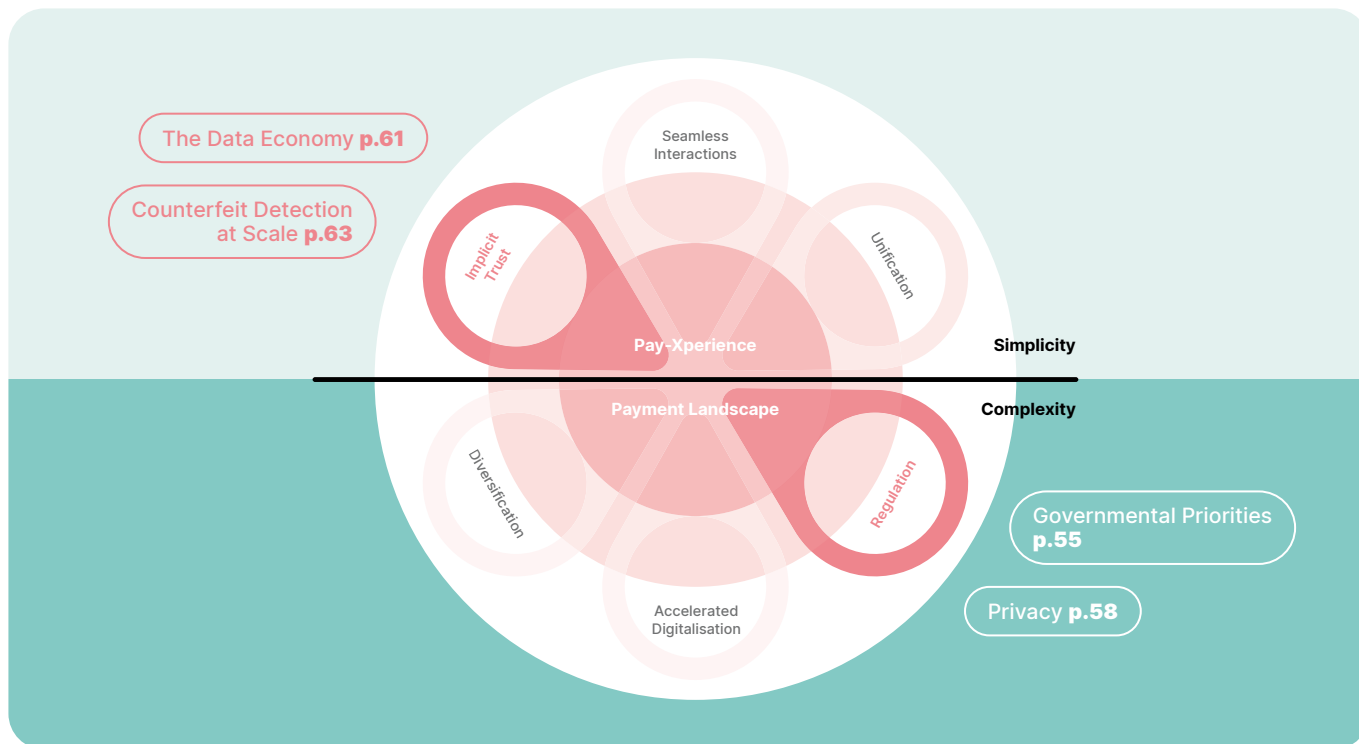 The Data Economy p.61
Counterfeit Detection
at Scale p.63
Seamless
Interactions
Implicit
Trust
Unification
Pay-Xperience
Simplicity
Payment Landscape
Complexity
Diversification
Regulation
Accelerated
Digitalisation
Governmental Priorities
p.55
Privacy p.58